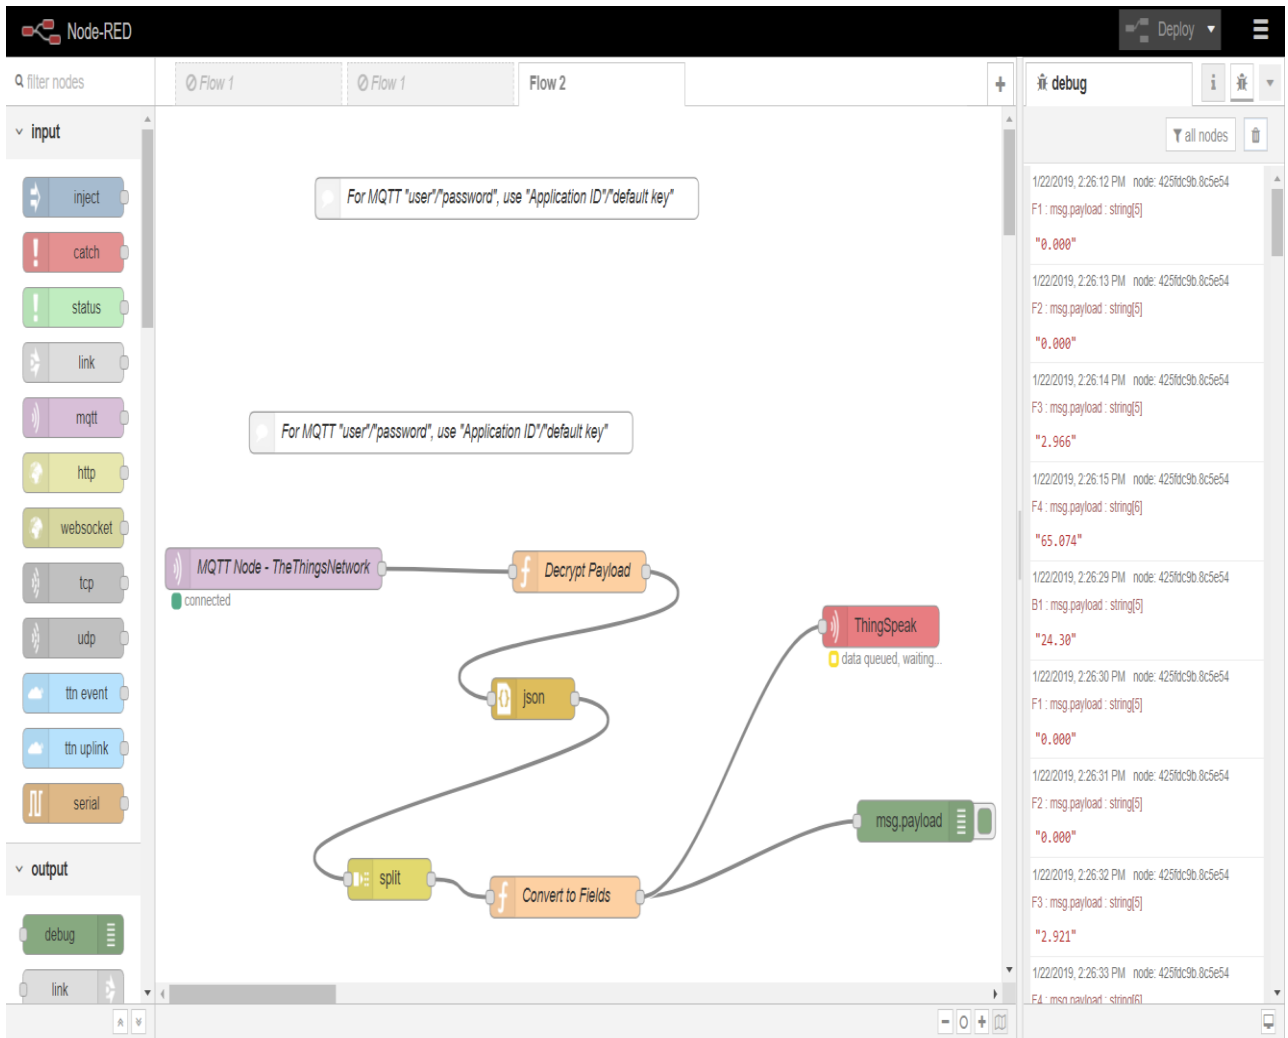 Node-RED
Deploy
filter nodes
Flow 1
Flow 1
Flow 2
debug
i
all nodes
input
inject
catch
status
link
mqtt
http
websocket
tcp
udp
ttn event
ttn uplink
serial
output
debug
link
For MQTT "user"/"password", use "Application ID"/"default key"
For MQTT "user"/"password", use "Application ID"/"default key"
MQTT Node - TheThingsNetwork
connected
Decrypt Payload
json
split
Convert to Fields
ThingSpeak
data queued, waiting...
msg.payload
1/22/2019, 2:26:12 PM node: 425fdc9b.8c5e54
F1 : msg.payload : string[5]
"0.000"
1/22/2019, 2:26:13 PM node: 425fdc9b.8c5e54
F2 : msg.payload : string[5]
"0.000"
1/22/2019, 2:26:14 PM node: 425fdc9b.8c5e54
F3 : msg.payload : string[5]
"2.966"
1/22/2019, 2:26:15 PM node: 425fdc9b.8c5e54
F4 : msg.payload : string[6]
"65.074"
1/22/2019, 2:26:29 PM node: 425fdc9b.8c5e54
B1 : msg.payload : string[5]
"24.30"
1/22/2019, 2:26:30 PM node: 425fdc9b.8c5e54
F1 : msg.payload : string[5]
"0.000"
1/22/2019, 2:26:31 PM node: 425fdc9b.8c5e54
F2 : msg.payload : string[5]
"0.000"
1/22/2019, 2:26:32 PM node: 425fdc9b.8c5e54
F3 : msg.payload : string[5]
"2.921"
1/22/2019, 2:26:33 PM node: 425fdc9b.8c5e54
F4 : msg.payload : string[6]